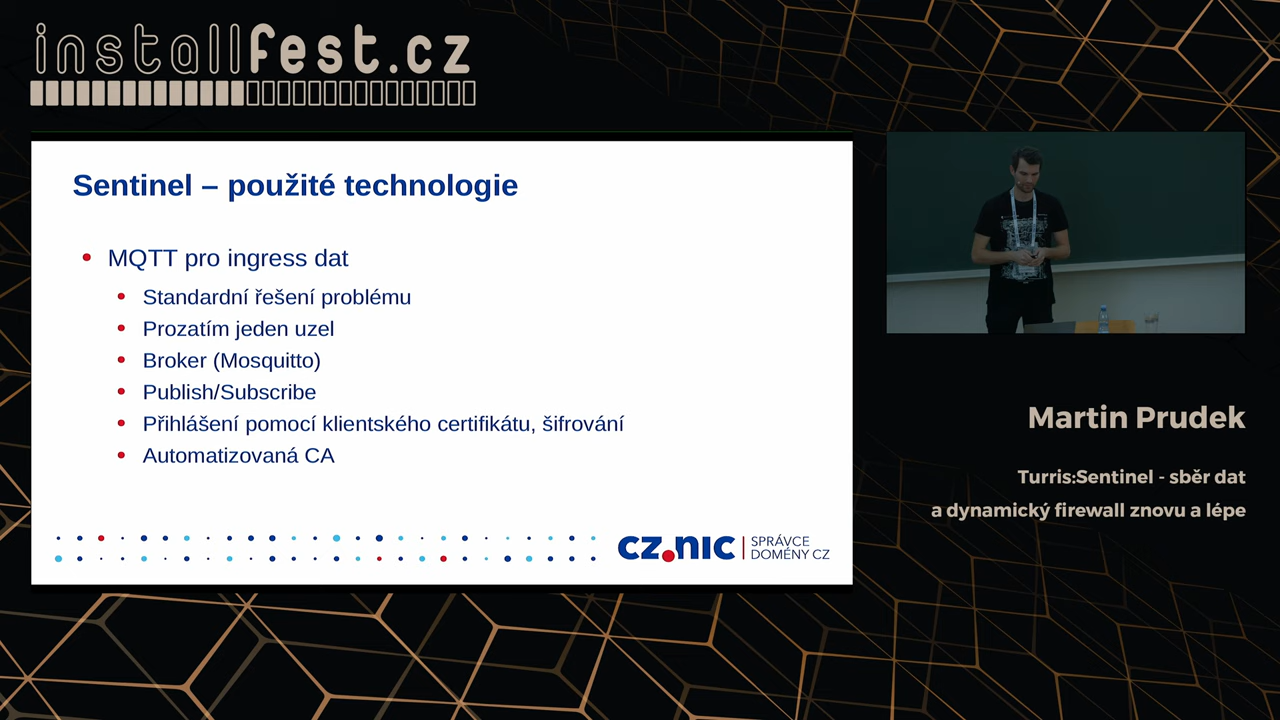 installfest.cz
Sentinel – použité technologie
MQTT pro ingress dat
Standardní řešení problému
Prozatím jeden uzel
Broker (Mosquitto)
Publish/Subscribe
Přihlášení pomocí klientského certifikátu, šifrování
Automatizovaná CA
CZ.NIC
SPRÁVCE
DOMÉNY CZ
Martin Prudek
Turris:Sentinel - sběr dat
a dynamický firewall znovu a lépe